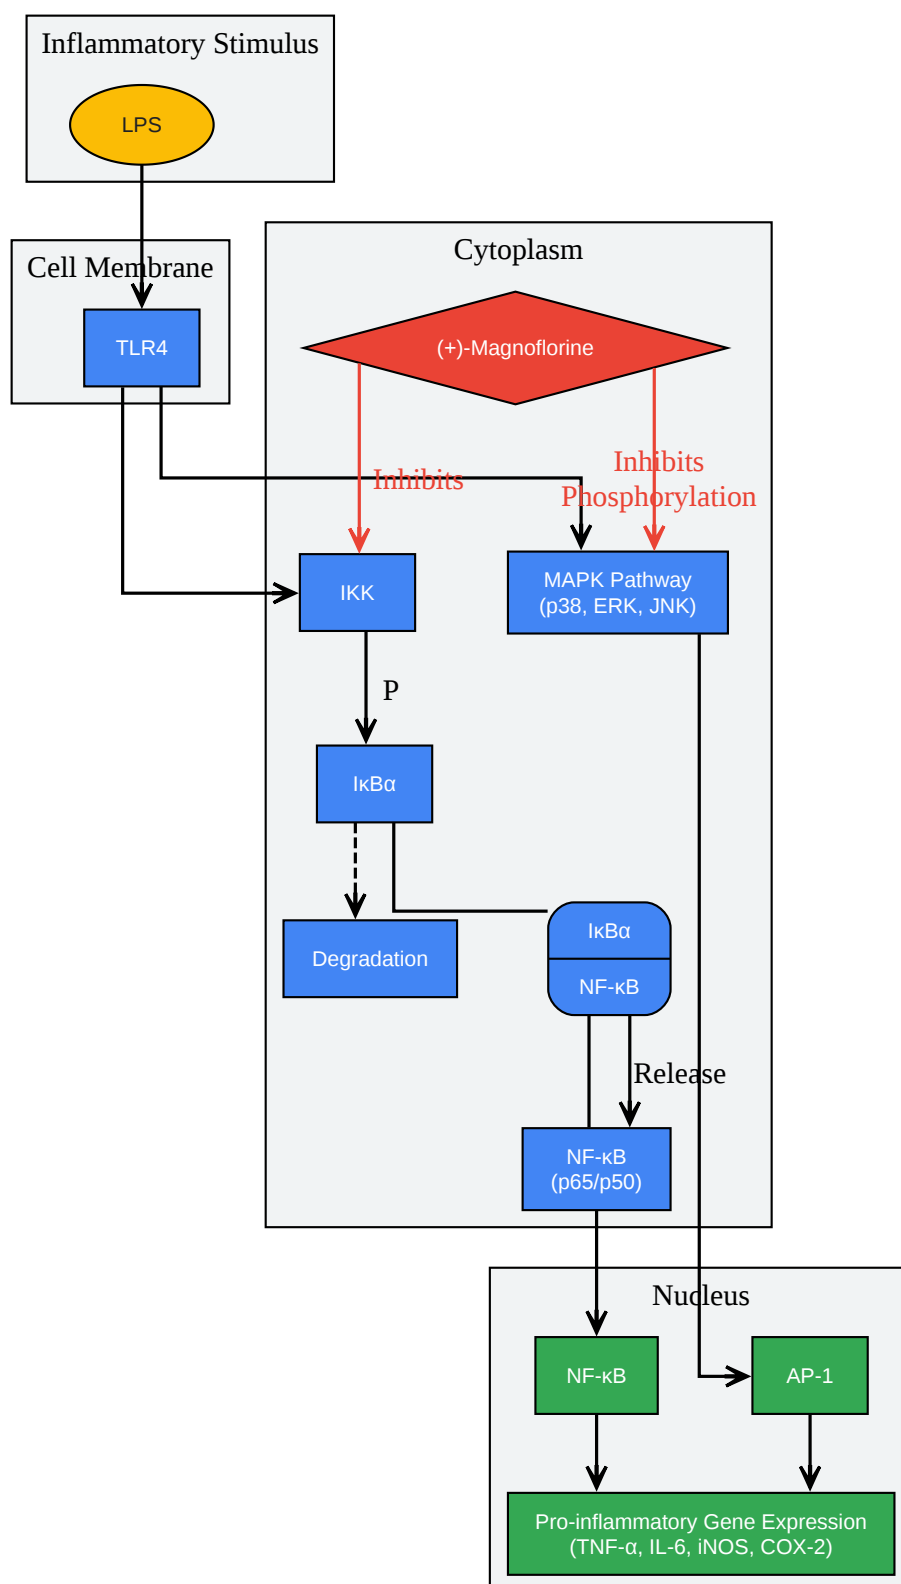 Inflammatory Stimulus
LPS
Cell Membrane
TLR4
Cytoplasm
(+)-Magnoflorine
Inhibits
Inhibits
Phosphorylation
IKK
MAPK Pathway
(p38, ERK, JNK)
P
IκBα
Degradation
IκBα
NF-κB
Release
NF-κB
(p65/p50)
Nucleus
NF-κB
AP-1
Pro-inflammatory Gene Expression
(TNF-α, IL-6, iNOS, COX-2)